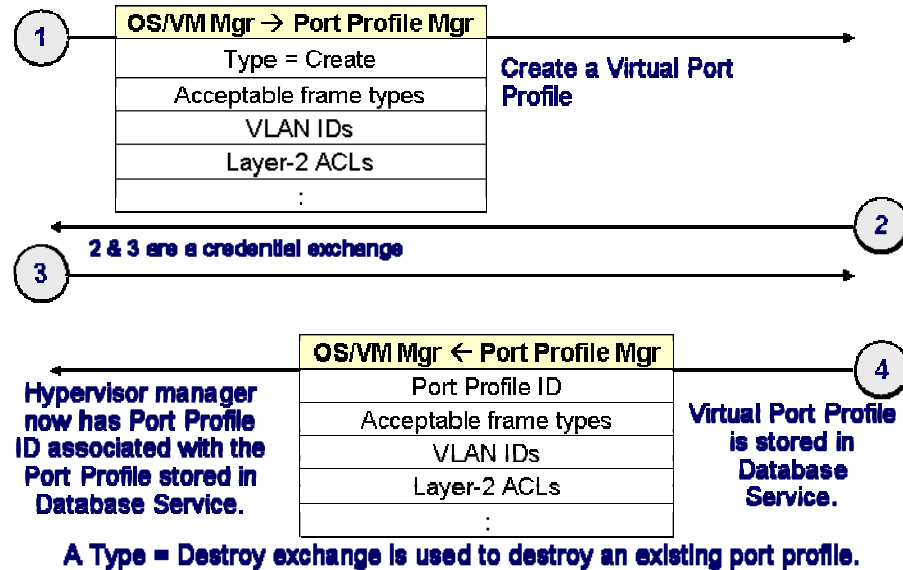 1
OS/VM Mgr → Port Profile Mgr
Type = Create
Acceptable frame types
VLAN IDs
Layer-2 ACLs
:
Create a Virtual Port
Profile
2
2 & 3 are a credential exchange
3
OS/VM Mgr ← Port Profile Mgr
Port Profile ID
Acceptable frame types
VLAN IDs
Layer-2 ACLs
:
4
Hypervisor manager
now has Port Profile
ID associated with the
Port Profile stored in
Database Service.
Virtual Port Profile
is stored in
Database
Service.
A Type = Destroy exchange is used to destroy an existing port profile.